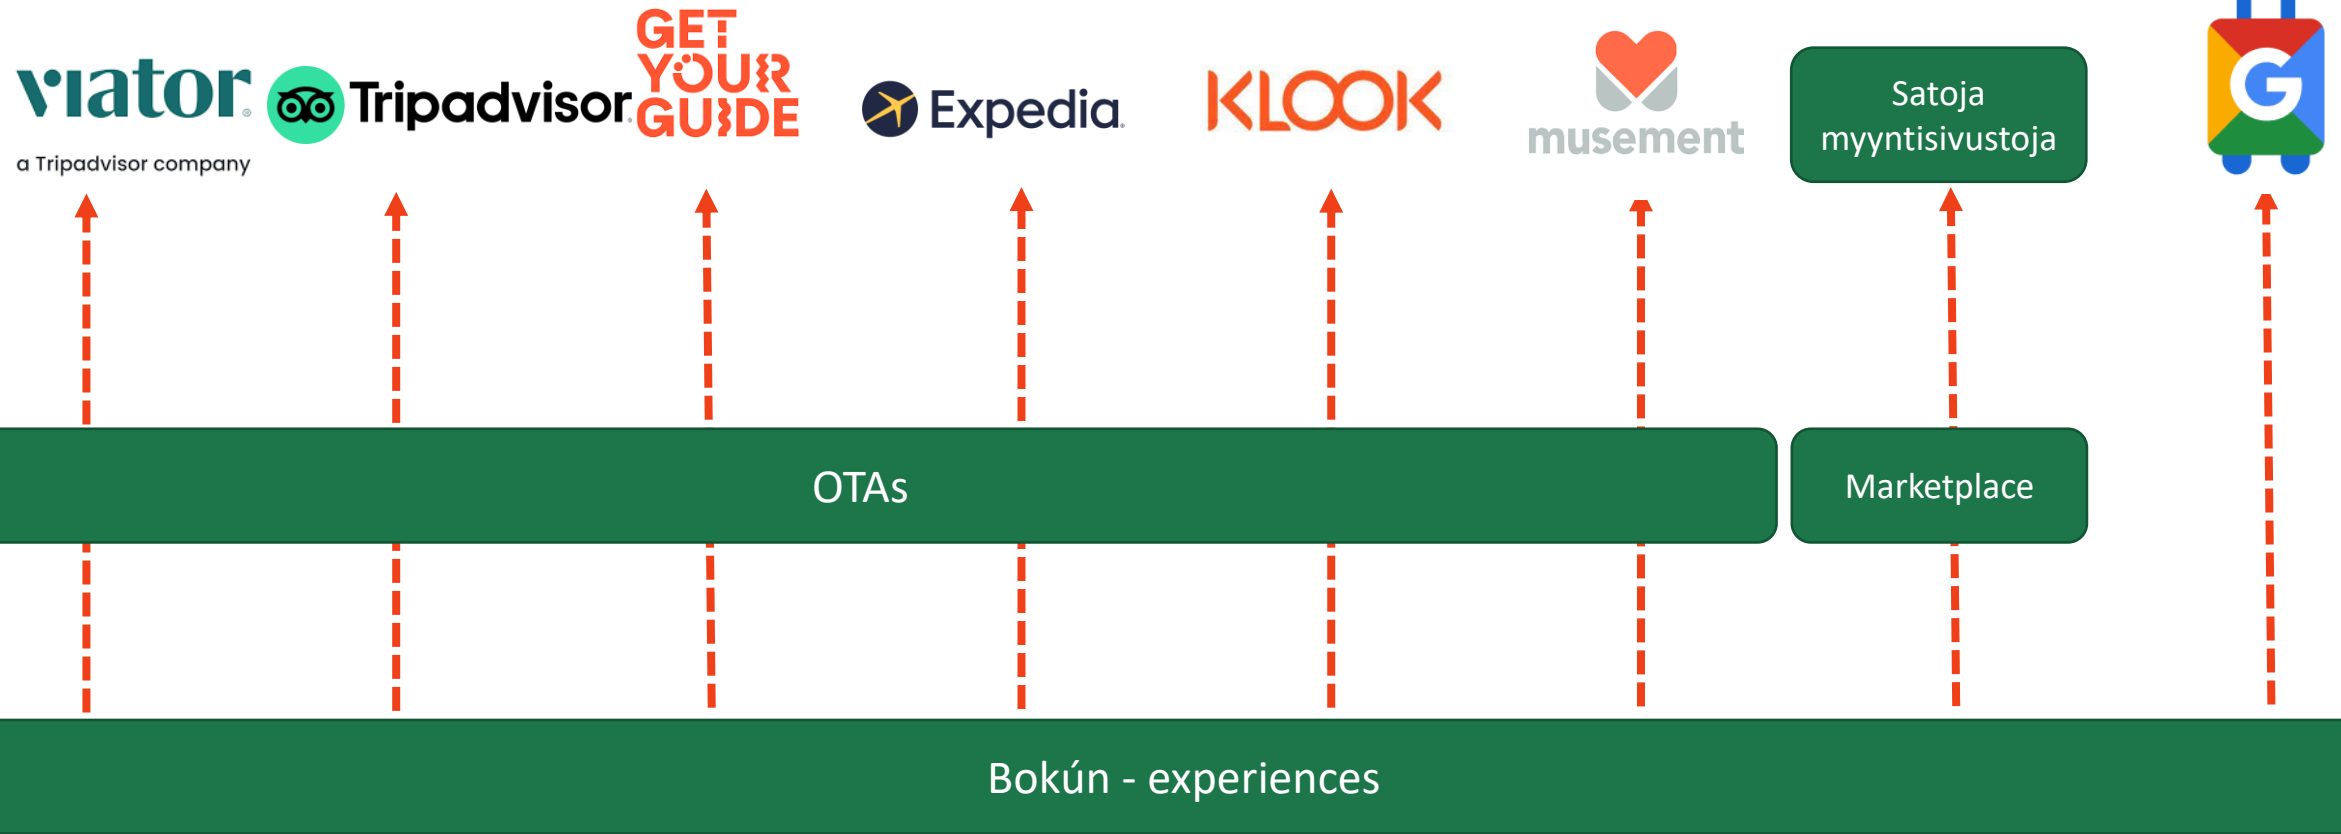 viator
a Tripadvisor company
Tripadvisor
GET
YOUR
GUIDE
Expedia
KLOOK
musement
Satoja
myyntisivustoja
G
OTAs
Marketplace
Bokún - experiences